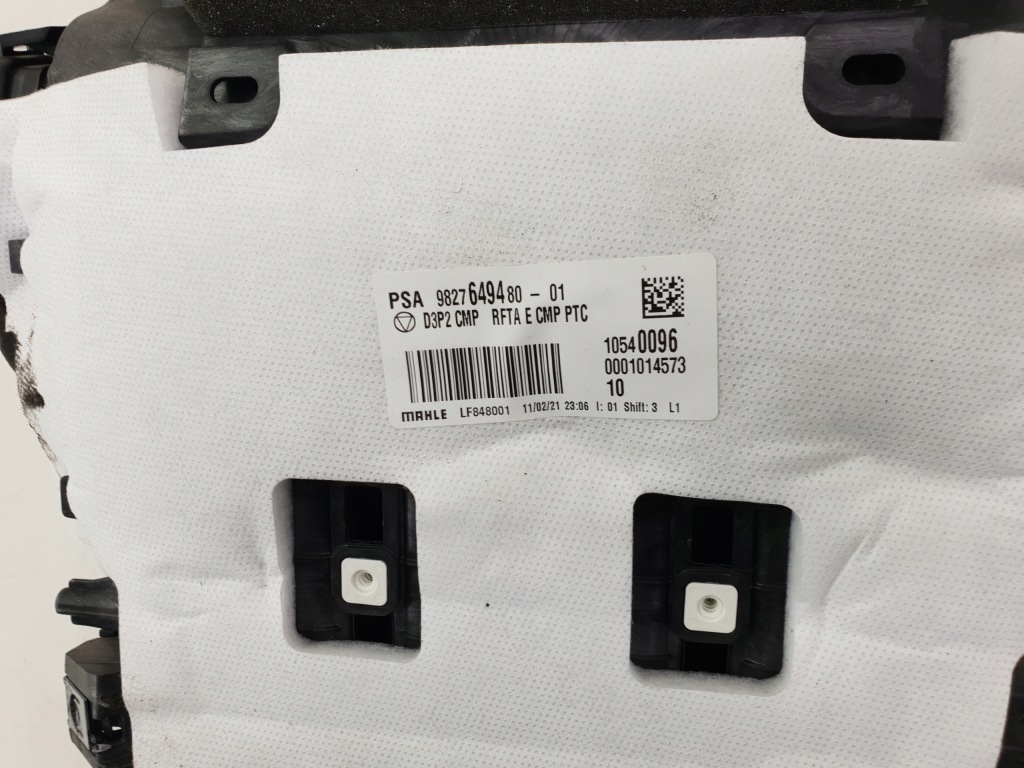 PSA 9827649480 - 01
D3P2 CMP RFTA E CMP PTC
10540096
0001014573
10
MAHLE LF848001 11/02/21 23:06 I: 01 Shift: 3 L1